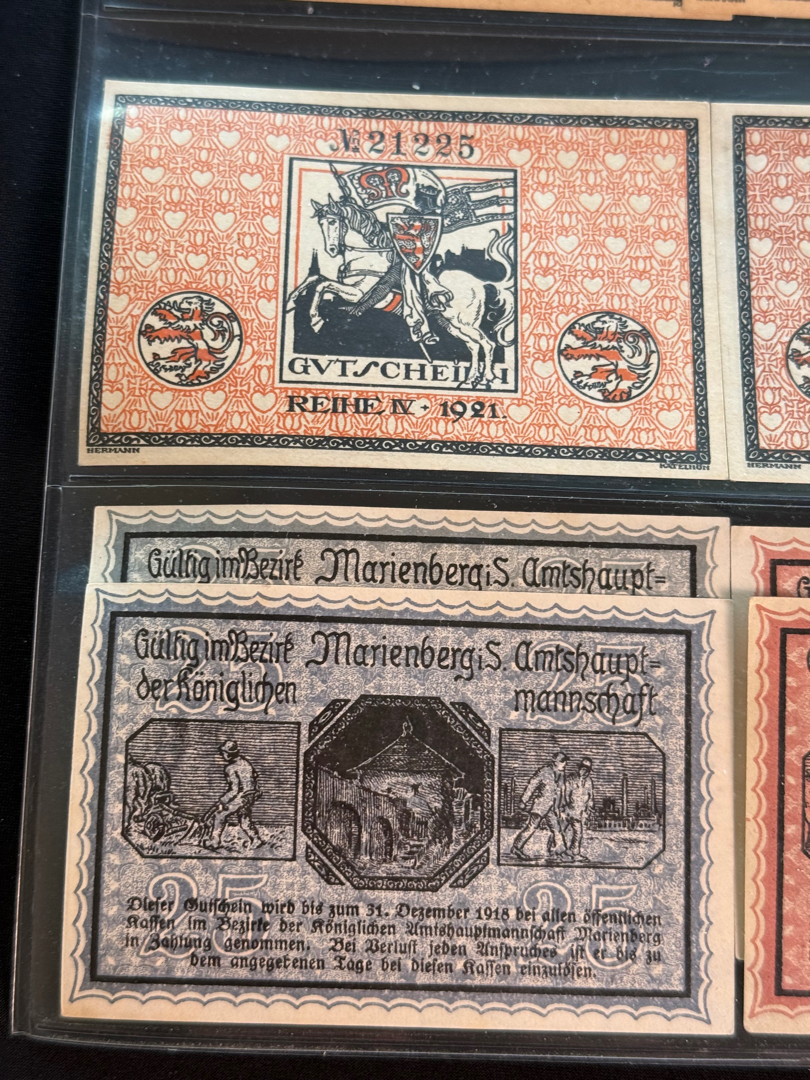 № 21225
GVTSCHEIN
REIHE IV · 1921.
HERMANN
KATELHÖN
HERMANN
Gültig im Bezirk Marienberg i. S. Amtshaupt=
Gültig im Bezirk Marienberg i. S. Amtshaupt=
der Königlichen mannschaft
25 25
Dieser Gutschein wird bis zum 31. Dezember 1918 bei allen öffentlichen
Kassen im Bezirke der Königlichen Amtshauptmannschaft Marienberg
in Zahlung genommen. Bei Verlust jeden Anspruches ist er bis zu
dem angegebenen Tage bei diesen Kassen einzulösen.